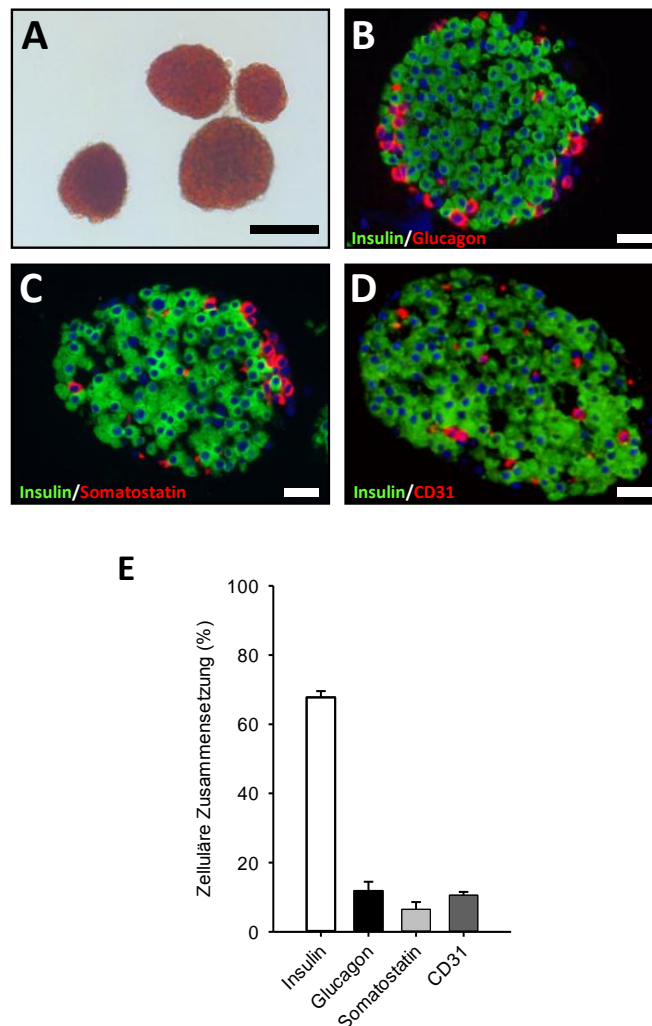 A
B
Insulin/Glucagon
C
D
Insulin/Somatostatin
Insulin/CD31
E
Zelluläre Zusammensetzung (%)
100
80
60
40
20
0
Insulin
Glucagon
Somatostatin
CD31